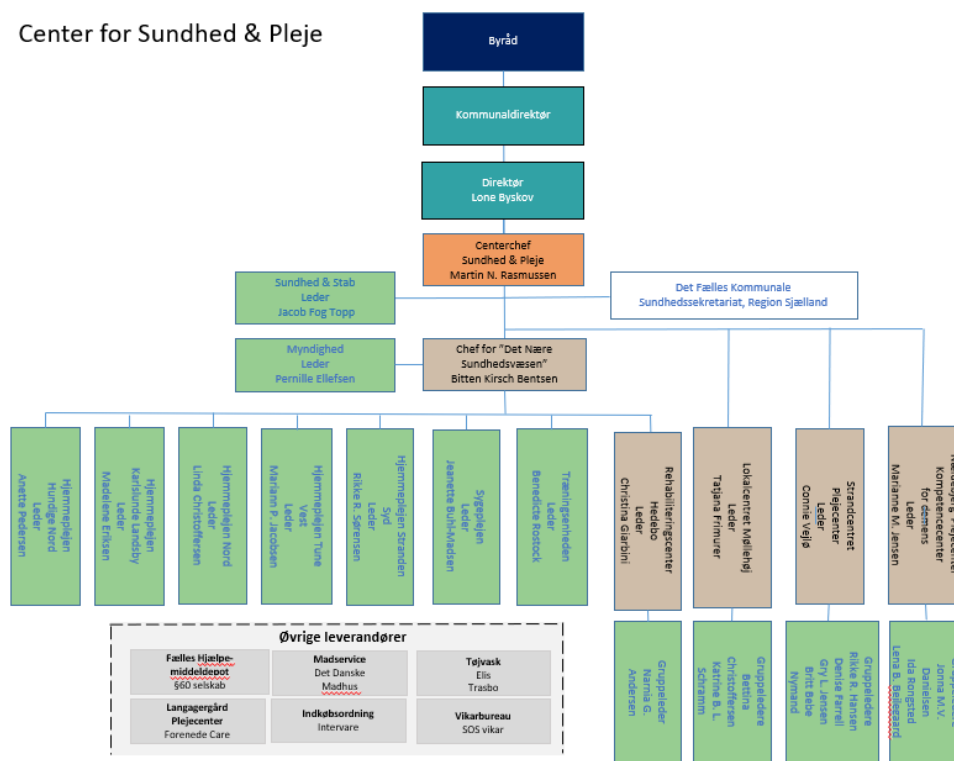 Center for Sundhed & Pleje
Byråd
Kommunaldirektør
Direktør
Lone Byskov
Centerchef
Sundhed & Pleje
Martin N. Rasmussen
Sundhed & Stab
Leder
Jacob Fog Topp
Det Fælles Kommunale
Sundhedssekretariat, Region Sjælland
Myndighed
Leder
Pernille Ellefsen
Chef for "Det Nære
Sundhedsvæsen"
Bitten Kirsch Bentsen
Hjemmeplejen
Hundige Nord
Leder
Anette Pedersen
Hjemmeplejen
Karlslunde Landsby
Leder
Madelene Eriksen
Hjemmeplejen Nord
Leder
Linda Christoffersen
Hjemmeplejen Tune
Vest
Leder
Mariann P. Jacobsen
Hjemmeplejen Stranden
Syd
Leder
Rikke R. Sørensen
Sygeplejen
Leder
Jeanette Buhl-Madsen
Træningsenheden
Leder
Benedicte Rostock
Rehabiliteringscenter
Hedebo
Leder
Christina Giarbini
Lokalcentret Møllehøj
Leder
Tatjana Frimurer
Strandcentret
Plejecenter
Leder
Connie Vejlø
Kompetencecenter
for demens
Leder
Marianne M. Jensen
Gruppeleder
Narnia G.
Andersen
Gruppeledere
Bettina
Christoffersen
Katrine B. L.
Schramm
Gruppeledere
Rikke R. Hansen
Denise Farrell
Gry L. Jensen
Britt Bebe
Nymand
Jonna M.V.
Danielsen
Ida Rongsted
Lena B. Bejlegaard
Øvrige leverandører
Fælles Hjælpe-
middeldepot
§60 selskab
Madservice
Det Danske
Madhus
Tøjvask
Elis
Trasbo
Langagergård
Plejecenter
Forenede Care
Indkøbsordning
Intervare
Vikarbureau
SOS vikar